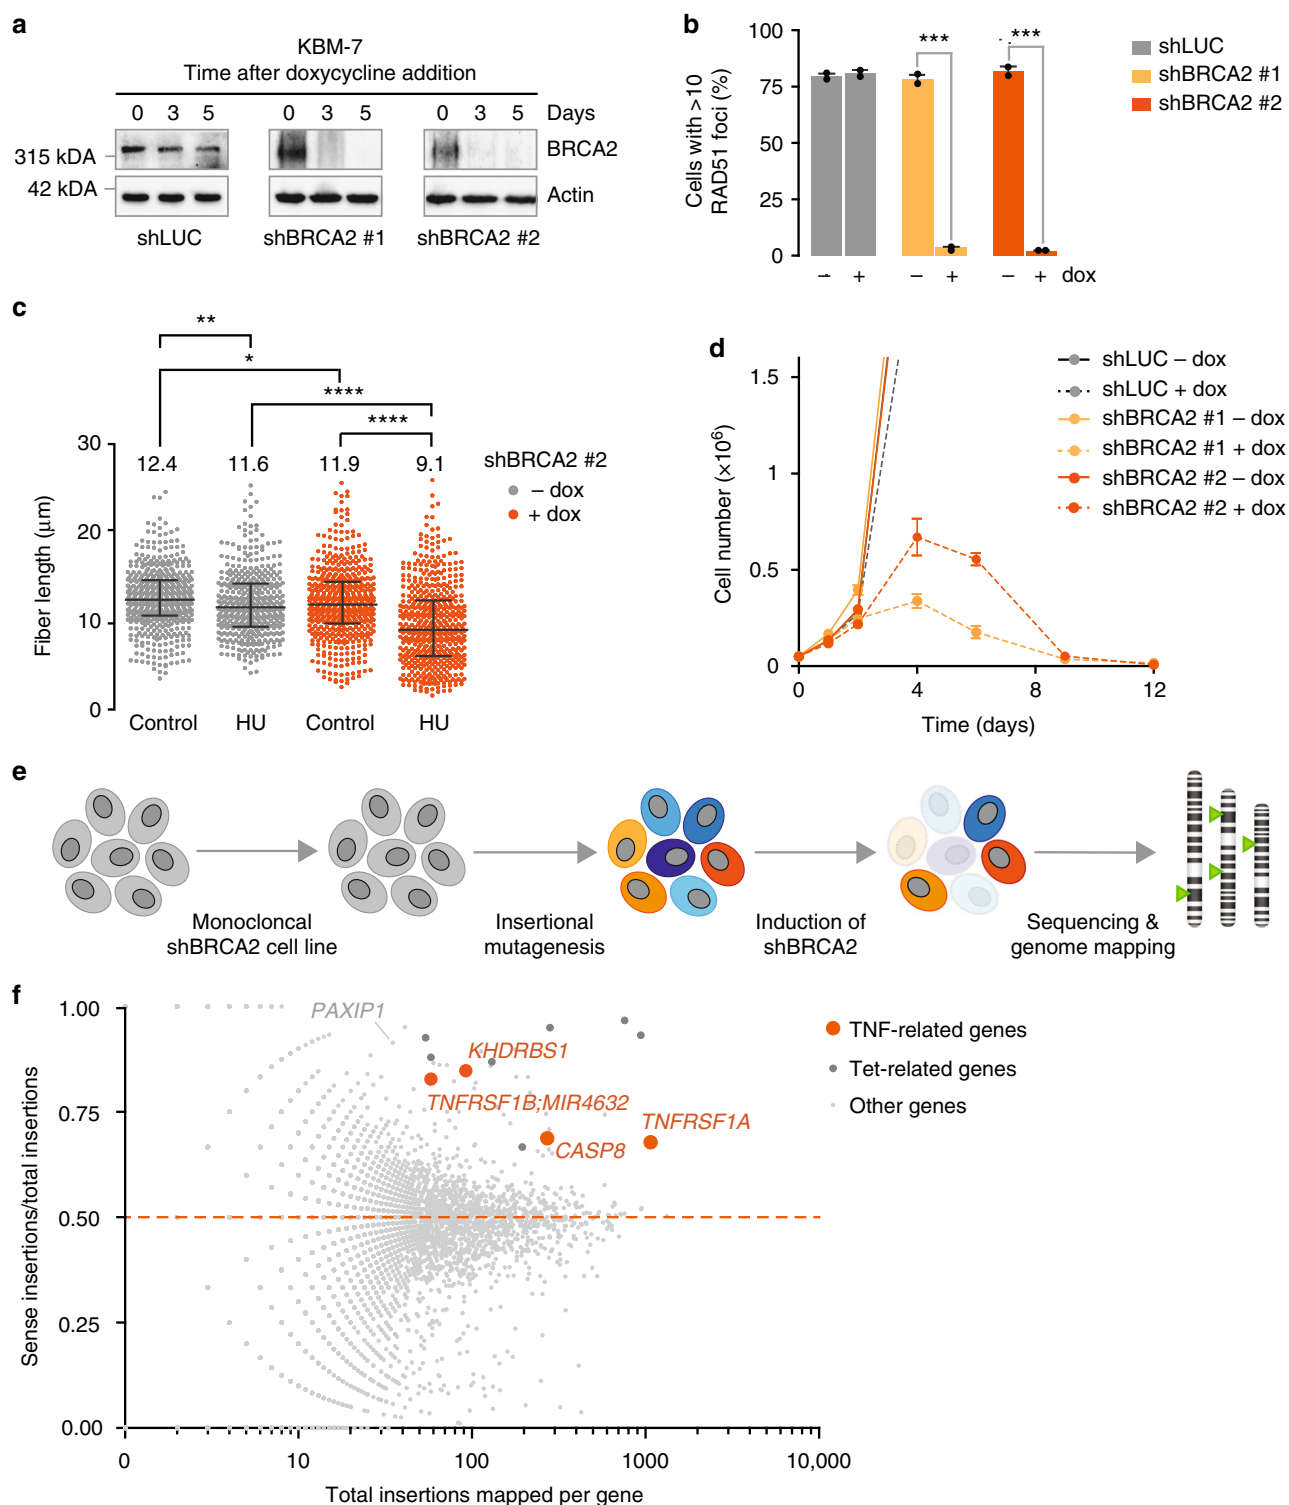 a
KBM-7
Time after doxycycline addition
0 3 5 0 3 5 0 3 5 Days
315 kDA
BRCA2
42 kDA
Actin
shLUC shBRCA2 #1 shBRCA2 #2
b
Cells with >10
RAD51 foci (%)
100
75
50
25
0
*** ***
– + – + – + dox
shLUC
shBRCA2 #1
shBRCA2 #2
c
**
*
****
****
Fiber length (μm)
30
20
10
0
12.4 11.6 11.9 9.1
Control HU Control HU
shBRCA2 #2
– dox
+ dox
d
Cell number (×10⁶)
1.5
1
0.5
0
0 4 8 12
Time (days)
shLUC – dox
shLUC + dox
shBRCA2 #1 – dox
shBRCA2 #1 + dox
shBRCA2 #2 – dox
shBRCA2 #2 + dox
e
Monocloncal
shBRCA2 cell line
Insertional
mutagenesis
Induction of
shBRCA2
Sequencing &
genome mapping
f
Sense insertions/total insertions
1.00
0.75
0.50
0.25
0.00
PAXIP1
KHDRBS1
TNFRSF1B;MIR4632
TNFRSF1A
CASP8
0 10 100 1000 10,000
Total insertions mapped per gene
TNF-related genes
Tet-related genes
Other genes